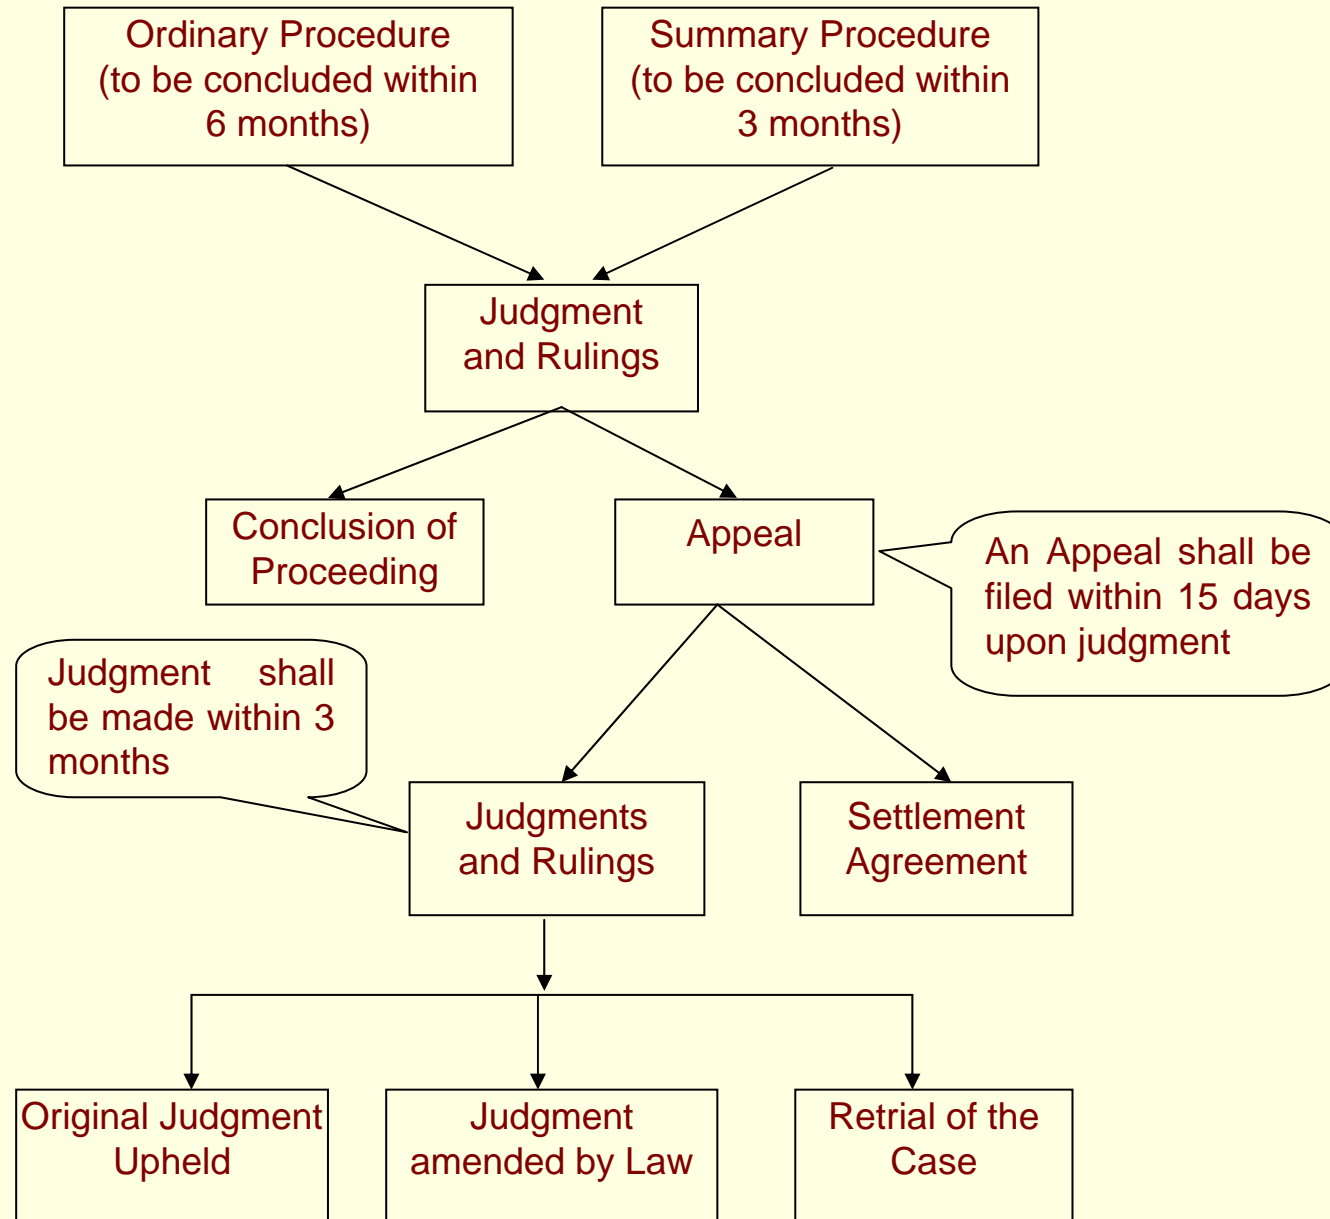 Ordinary Procedure
(to be concluded within
6 months)
Summary Procedure
(to be concluded within
3 months)
Judgment
and Rulings
Conclusion of
Proceeding
Appeal
An Appeal shall be
filed within 15 days
upon judgment
Judgment shall
be made within 3
months
Judgments
and Rulings
Settlement
Agreement
Original Judgment
Upheld
Judgment
amended by Law
Retrial of the
Case